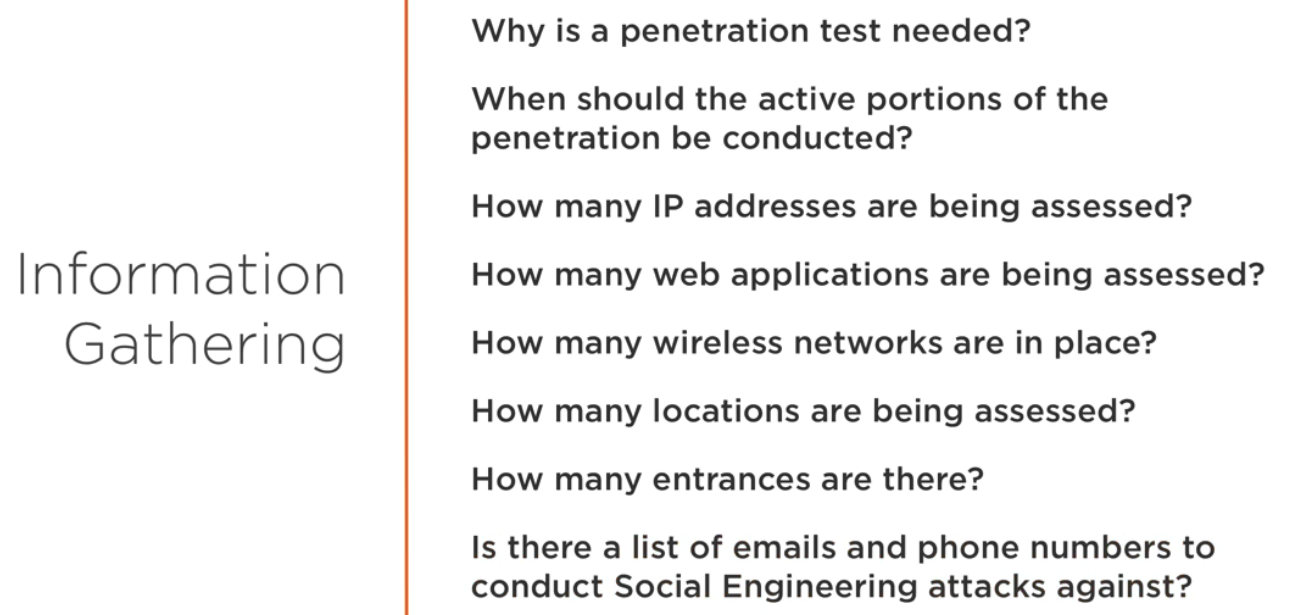 Information
Gathering
Why is a penetration test needed?
When should the active portions of the
penetration be conducted?
How many IP addresses are being assessed?
How many web applications are being assessed?
How many wireless networks are in place?
How many locations are being assessed?
How many entrances are there?
Is there a list of emails and phone numbers to
conduct Social Engineering attacks against?